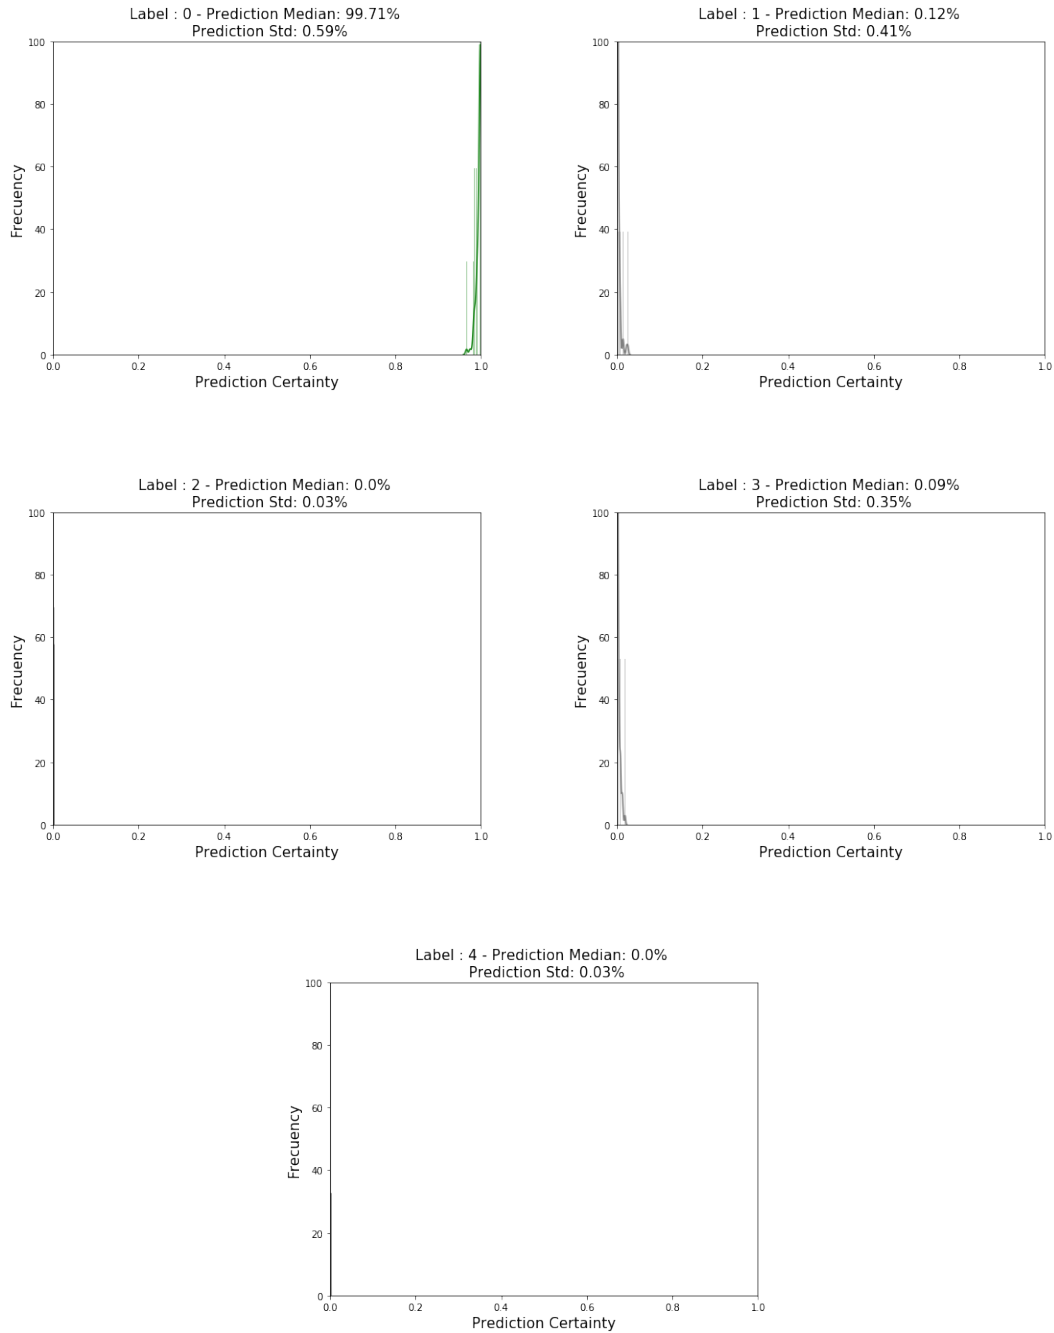 Label : 0 - Prediction Median: 99.71%
Prediction Std: 0.59%
100
80
60
40
20
0
Frecuency
0.0 0.2 0.4 0.6 0.8 1.0
Prediction Certainty
Label : 1 - Prediction Median: 0.12%
Prediction Std: 0.41%
100
80
60
40
20
0
Frecuency
0.0 0.2 0.4 0.6 0.8 1.0
Prediction Certainty
Label : 2 - Prediction Median: 0.0%
Prediction Std: 0.03%
100
80
60
40
20
0
Frecuency
0.0 0.2 0.4 0.6 0.8 1.0
Prediction Certainty
Label : 3 - Prediction Median: 0.09%
Prediction Std: 0.35%
100
80
60
40
20
0
Frecuency
0.0 0.2 0.4 0.6 0.8 1.0
Prediction Certainty
Label : 4 - Prediction Median: 0.0%
Prediction Std: 0.03%
100
80
60
40
20
0
Frecuency
0.0 0.2 0.4 0.6 0.8 1.0
Prediction Certainty